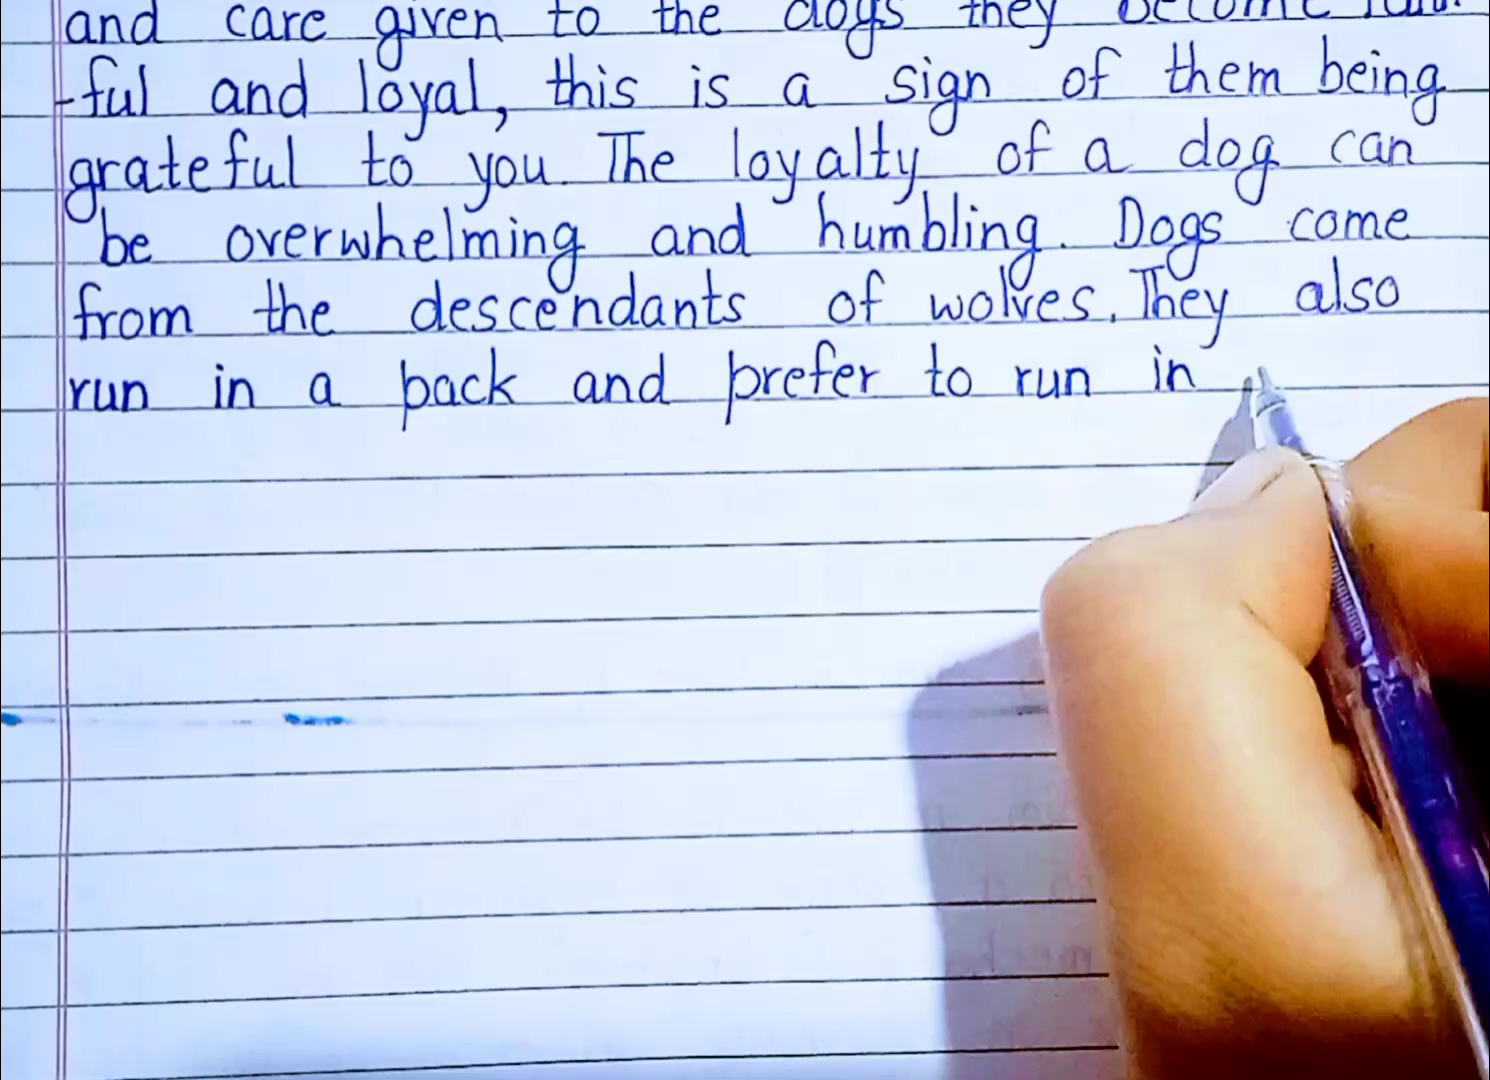 and care given to the dogs they become faith
-ful and loyal, this is a sign of them being
grateful to you. The loyalty of a dog can
be overwhelming and humbling. Dogs come
from the descendants of wolves. They also
run in a pack and prefer to run in